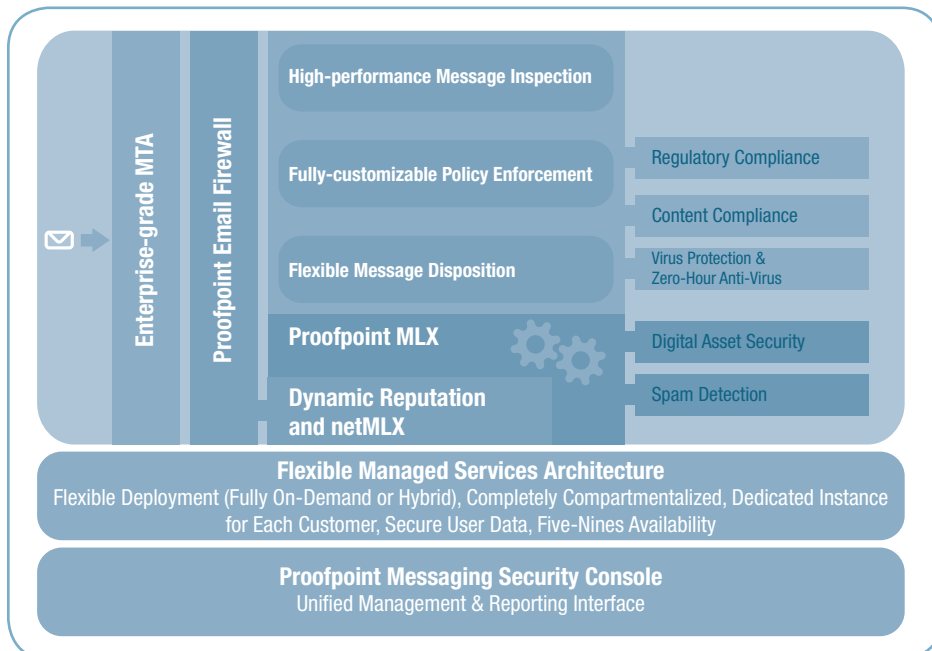 Enterprise-grade MTA
Proofpoint Email Firewall
High-performance Message Inspection
Fully-customizable Policy Enforcement
Flexible Message Disposition
Proofpoint MLX
Dynamic Reputation
and netMLX
Regulatory Compliance
Content Compliance
Virus Protection &
Zero-Hour Anti-Virus
Digital Asset Security
Spam Detection
Flexible Managed Services Architecture
Flexible Deployment (Fully On-Demand or Hybrid), Completely Compartmentalized, Dedicated Instance
for Each Customer, Secure User Data, Five-Nines Availability
Proofpoint Messaging Security Console
Unified Management & Reporting Interface